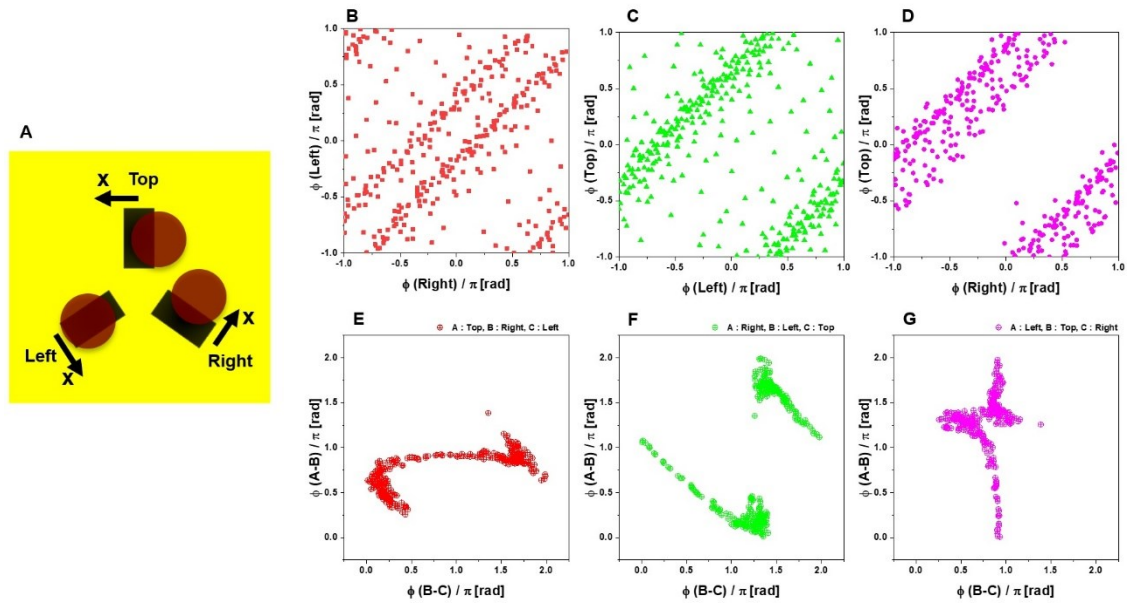 A
X
Top
Left
X
X
Right
B
1.0
0.5
0.0
-0.5
-1.0
-1.0
-0.5
0.0
0.5
1.0
ϕ (Left) / π [rad]
ϕ (Right) / π [rad]
C
1.0
0.5
0.0
-0.5
-1.0
-1.0
-0.5
0.0
0.5
1.0
ϕ (Top) / π [rad]
ϕ (Left) / π [rad]
D
1.0
0.5
0.0
-0.5
-1.0
-1.0
-0.5
0.0
0.5
1.0
ϕ (Top) / π [rad]
ϕ (Right) / π [rad]
E
A : Top, B : Right, C : Left
2.0
1.5
1.0
0.5
0.0
0.0
0.5
1.0
1.5
2.0
ϕ (A-B) / π [rad]
ϕ (B-C) / π [rad]
F
A : Right, B : Left, C : Top
2.0
1.5
1.0
0.5
0.0
0.0
0.5
1.0
1.5
2.0
ϕ (A-B) / π [rad]
ϕ (B-C) / π [rad]
G
A : Left, B : Top, C : Right
2.0
1.5
1.0
0.5
0.0
0.0
0.5
1.0
1.5
2.0
ϕ (A-B) / π [rad]
ϕ (B-C) / π [rad]